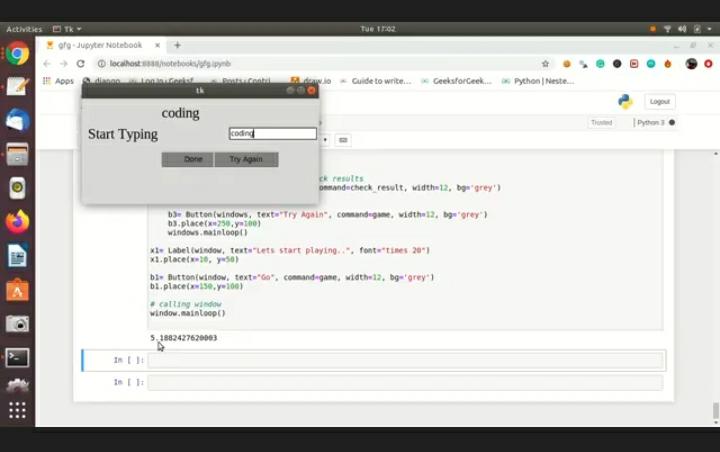 Activities Tk Tue 17:02
gfg - Jupyter Notebook
localhost:8888/notebooks/gfg.ipynb
Apps django Log In ‹ Geeksf... Posts ‹ Contri... draw.io Guide to write... GeeksforGeek... Python | Neste...
tk
Logout
coding
Start Typing coding
Trusted Python 3
Done Try Again
ck results
ommand=check_result, width=12, bg='grey')
b3= Button(windows, text="Try Again", command=game, width=12, bg='grey')
b3.place(x=250,y=100)
windows.mainloop()
x1= Label(window, text="Lets start playing..", font="times 20")
x1.place(x=10, y=50)
b1= Button(window, text="Go", command=game, width=12, bg='grey')
b1.place(x=150,y=100)
# calling window
window.mainloop()
5.1882427620003
In [ ]:
In [ ]: